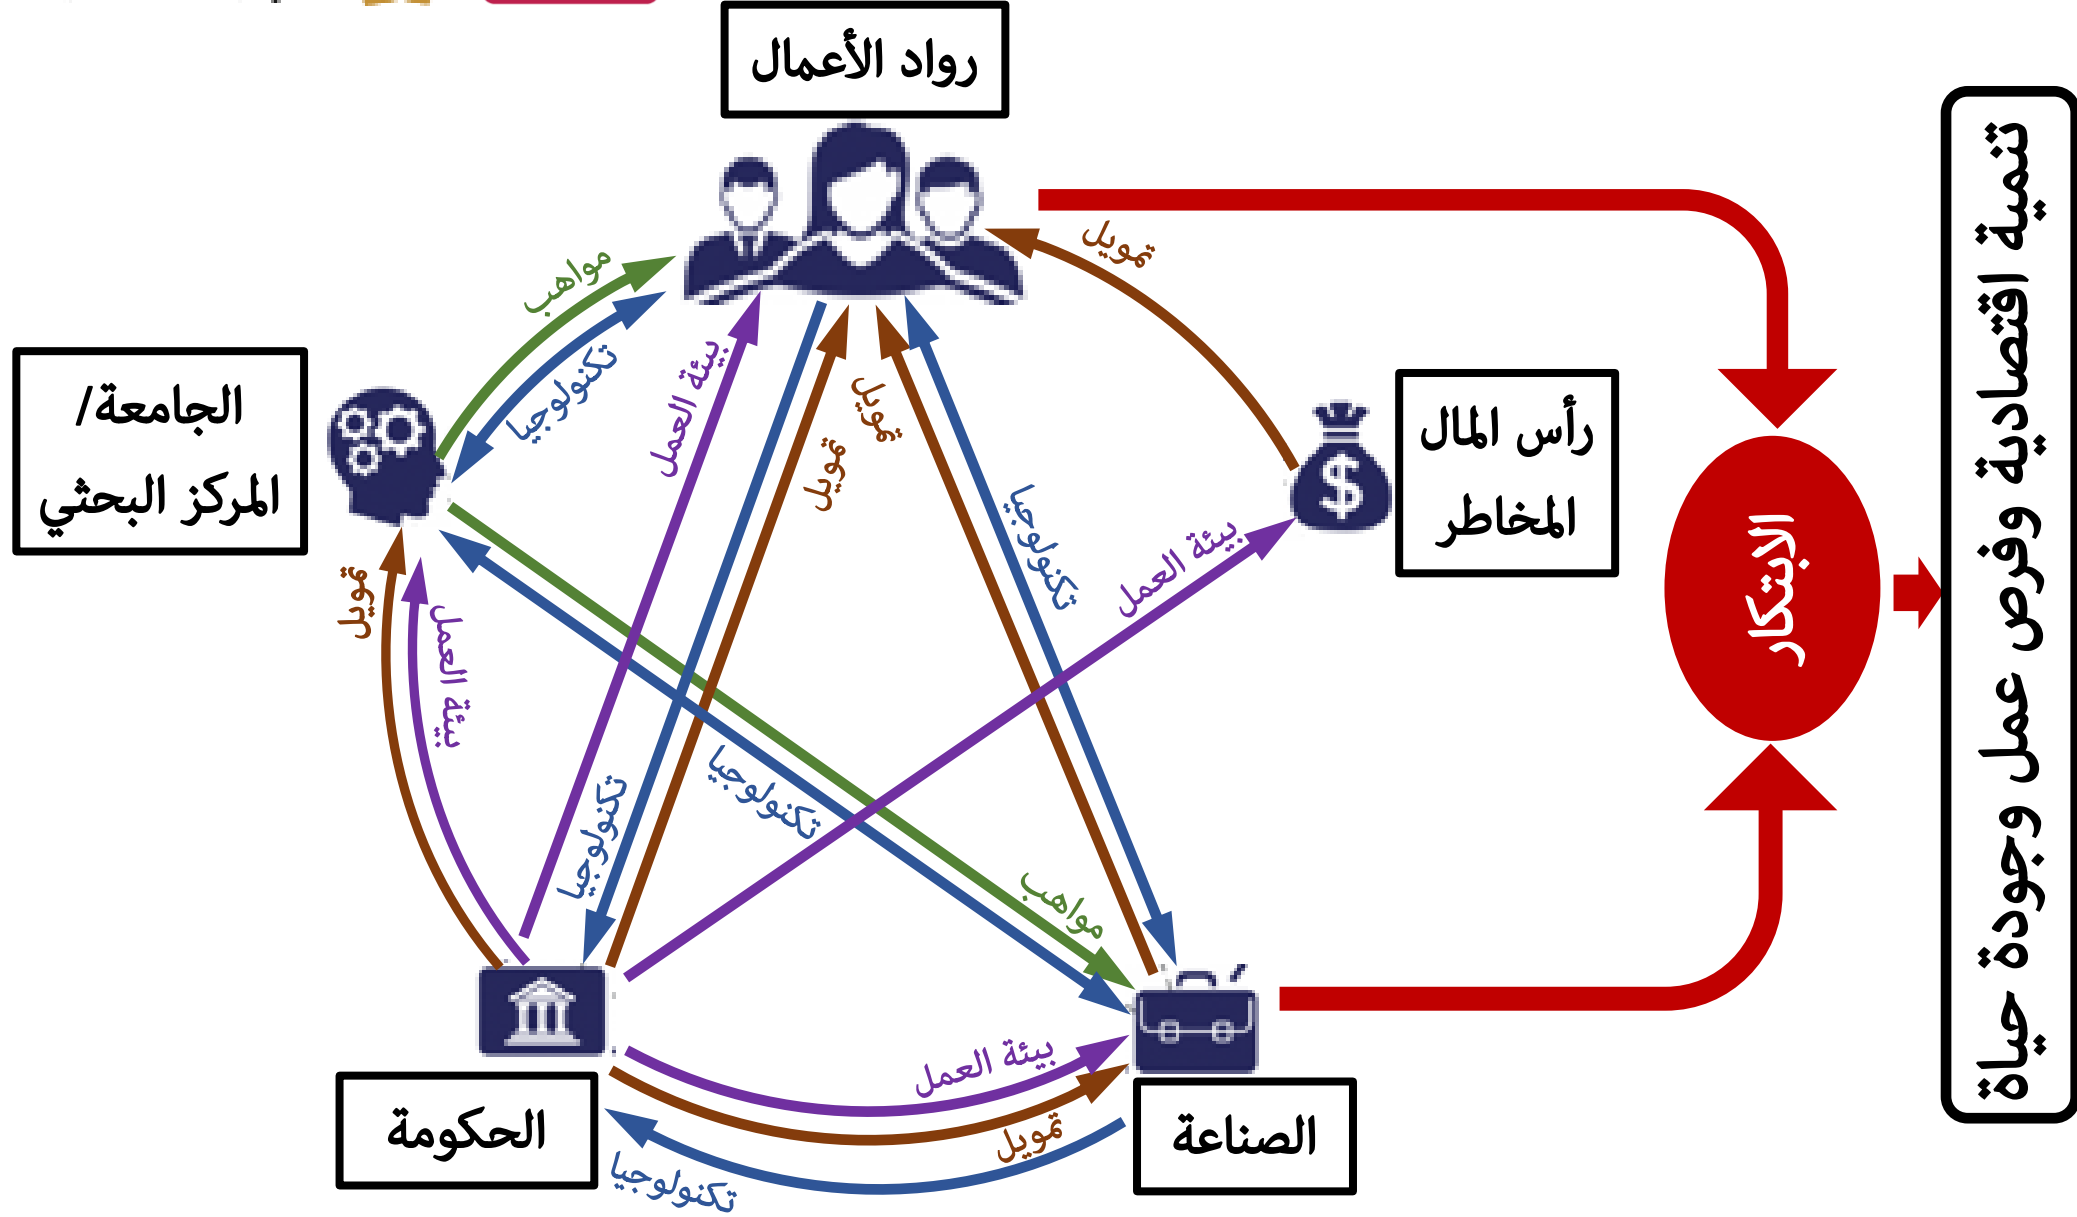 رواد الأعمال
تمويل
مواهب
تكنولوجيا
بيئة العمل
تمويل
تمويل
تكنولوجيا
الجامعة/
المركز البحثي
رأس المال
المخاطر
بيئة العمل
تمويل
بيئة العمل
تكنولوجيا
تكنولوجيا
مواهب
بيئة العمل
تمويل
تكنولوجيا
الحكومة
الصناعة
الابتكار
تنمية اقتصادية وفرص عمل وجودة حياة